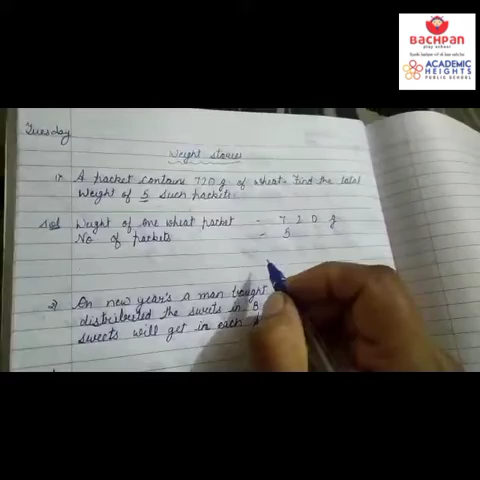 BACHPAN
play school
ACADEMIC
HEIGHTS
PUBLIC SCHOOL
Tuesday
Weight stories
1) A packet contains 720 g of wheat. Find the total
Weight of 5 such packets.
Sol Weight of one wheat packet - 720 g
No of packets - 5
2) On new year's a man bought
distributed the sweets in 8
sweets will get in each